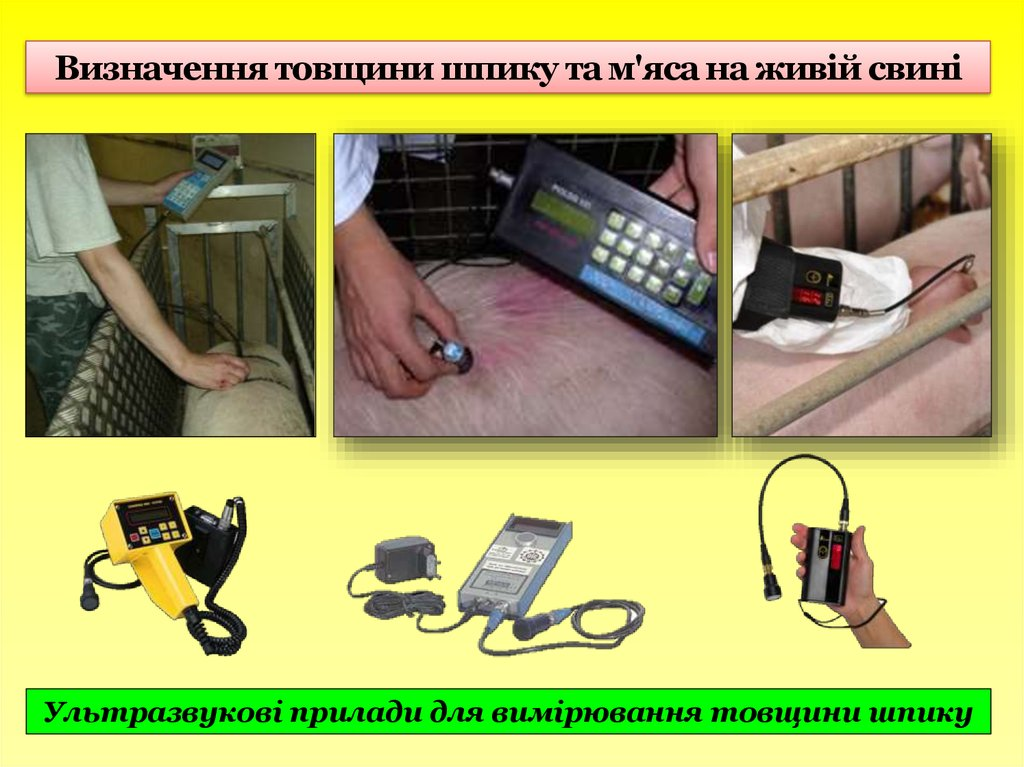 Визначення товщини шпику та м'яса на живій свині
Ультразвукові прилади для вимірювання товщини шпику